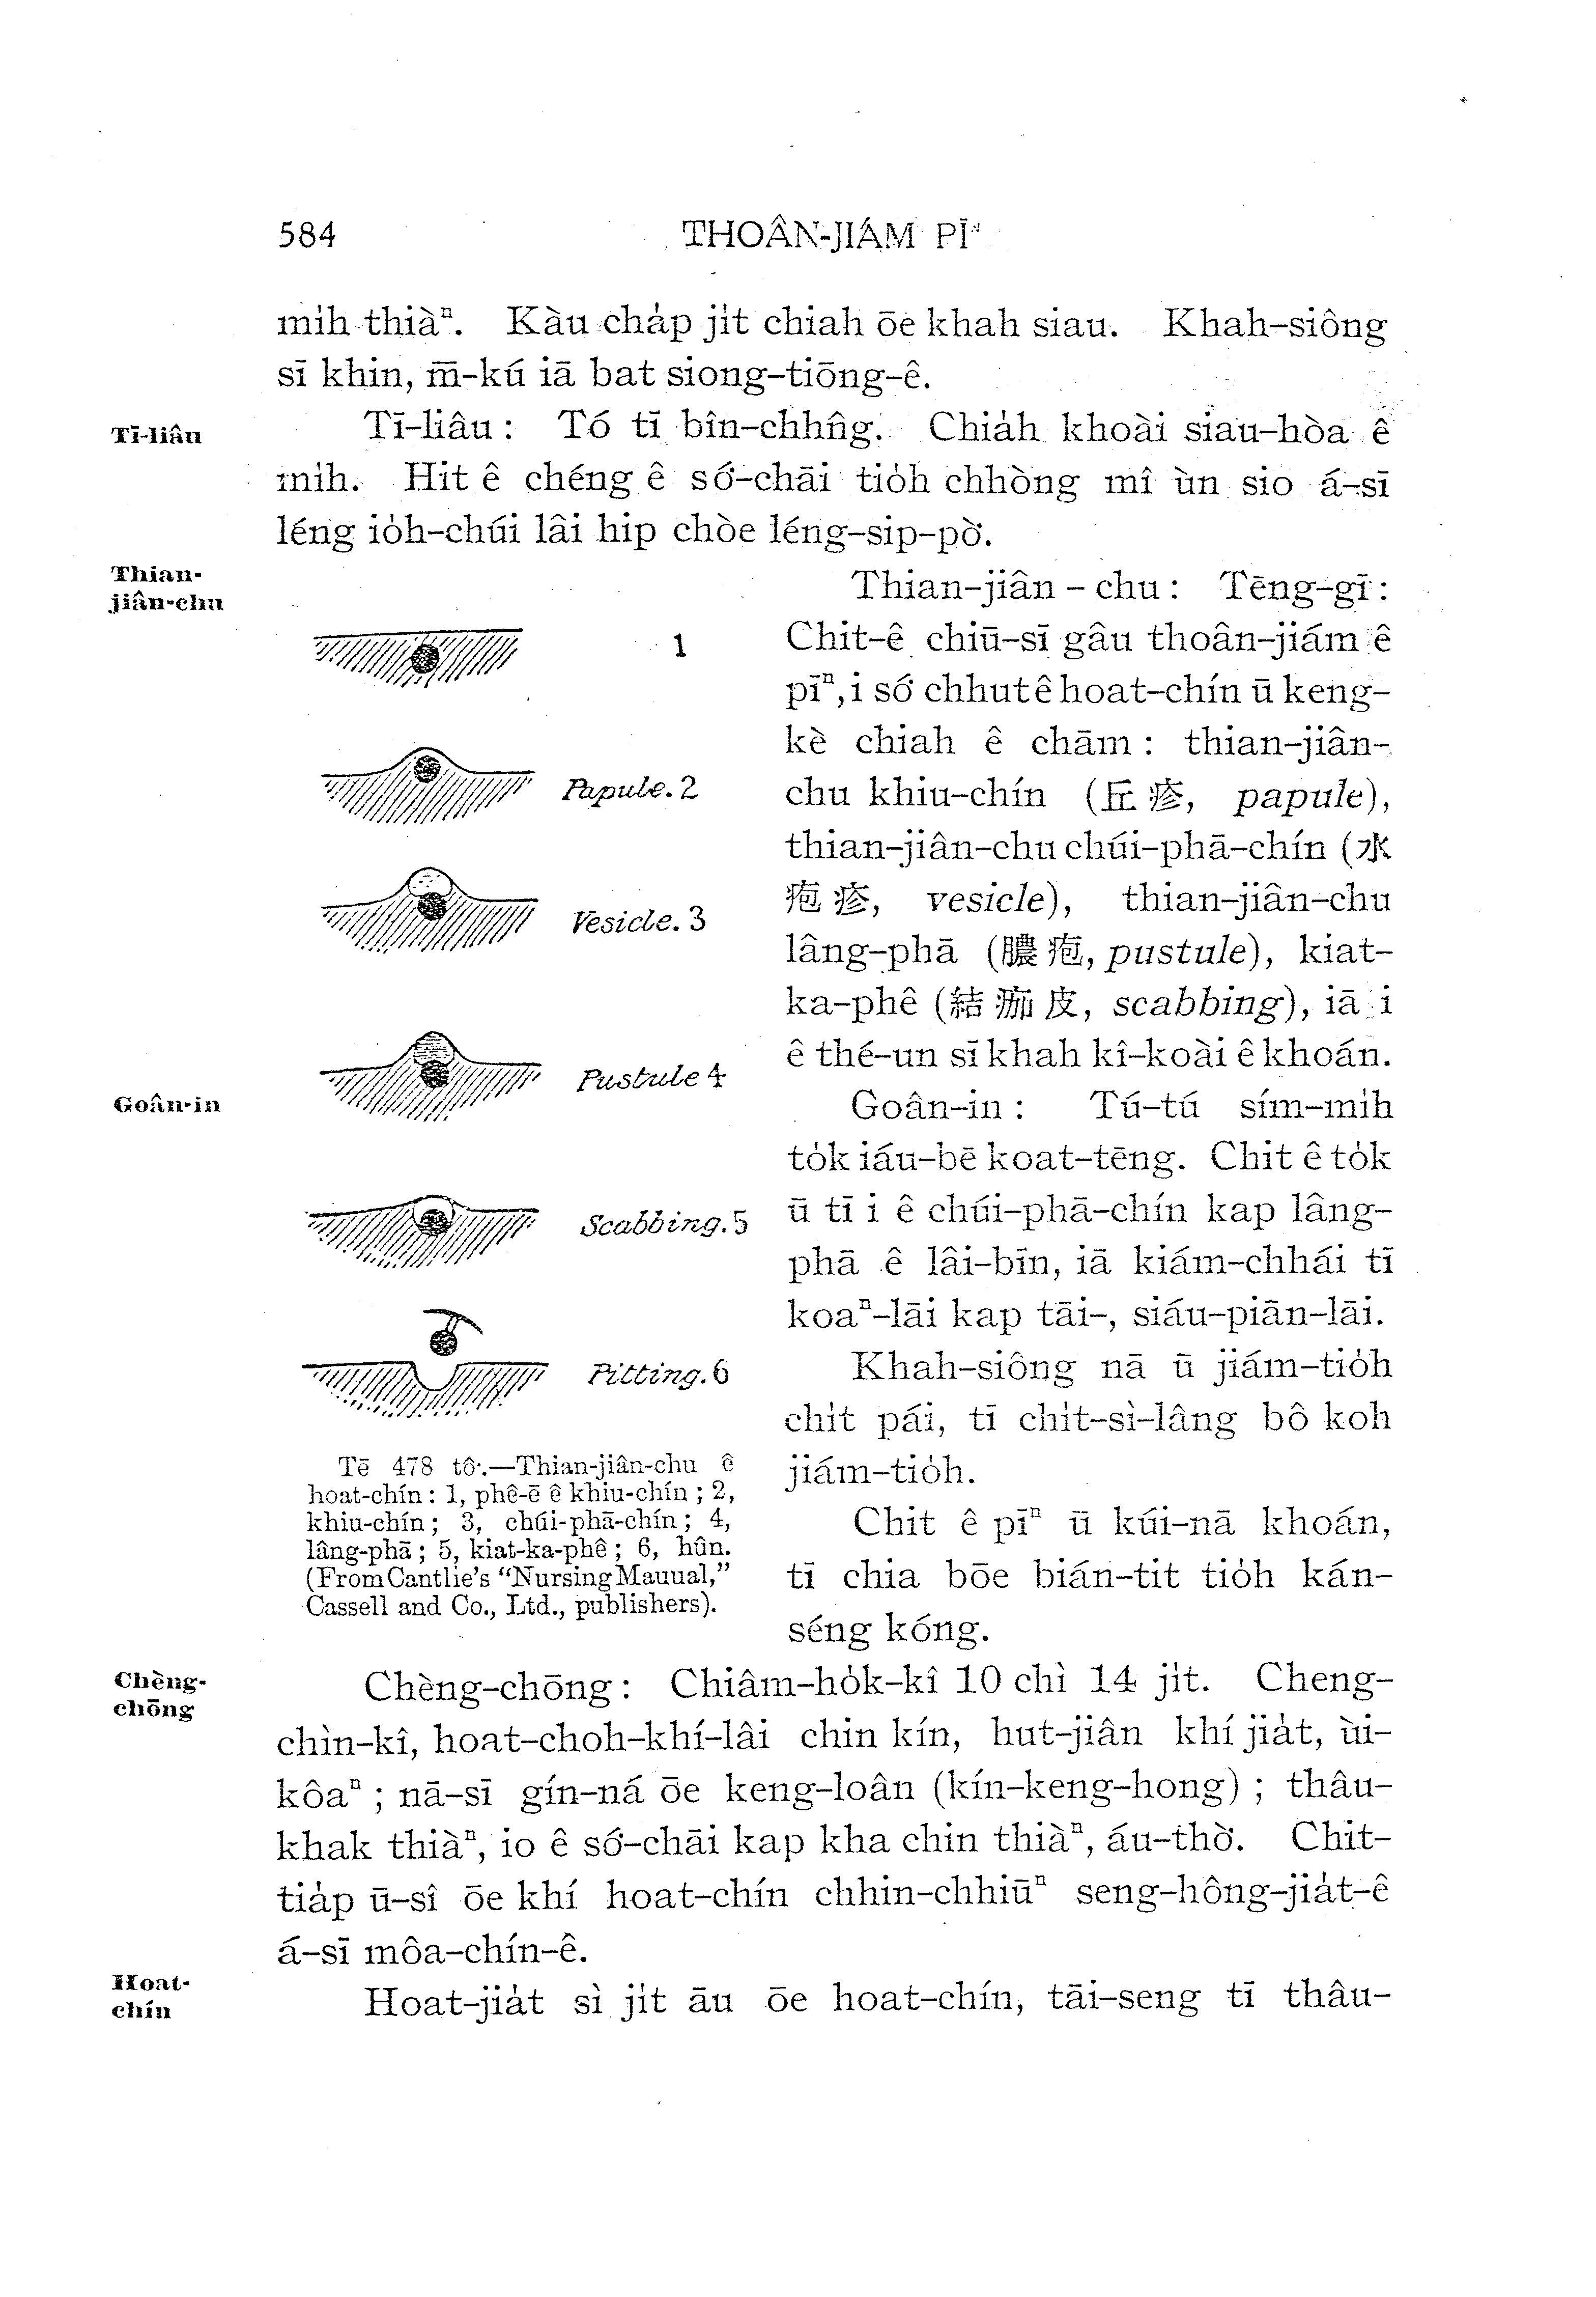 584 THOÂN-JIÁM PĪⁿ
mi̍h thiàⁿ. Kàu cha̍p ji̍t chiah ōe khah siau. Khah-siông
sī khin, m̄-kú iā bat siong-tiōng-ê.
Tī-liâu
Tī-liâu: Tó tī bîn-chhn̂g. Chia̍h khoài siau-hòa ê
mi̍h. Hit ê chéng ê só͘-chāi tio̍h chhòng mî ùn sio á-sī
léng io̍h-chúi lâi hip chòe léng-sip-pò͘.
Thian-
jiân-chu
Thian-jiân-chu: Tēng-gī:
Chit-ê chiū-sī gâu thoân-jiám ê
pīⁿ, i só͘ chhut ê hoat-chín ū keng-
kè chiah ê chām: thian-jiân-
chu khiu-chín (丘疹, papule),
thian-jiân-chu chúi-phā-chín (水
疱疹, vesicle), thian-jiân-chu
lâng-phā (膿疱, pustule), kiat-
ka-phê (結痂皮, scabbing), iā i
ê thé-un sī khah kî-koài ê khoán.
1
Papule. 2
Vesicle. 3
Pustule 4
Scabbing. 5
Pitting. 6
Tē 478 tô͘.—Thian-jiân-chu ê
hoat-chín: 1, phê-ē ê khiu-chín; 2,
khiu-chín; 3, chúi-phā-chín; 4,
lâng-phā; 5, kiat-ka-phê; 6, hûn.
(From Cantlie's "Nursing Mauual,"
Cassell and Co., Ltd., publishers).
Goân-in
Goân-in: Tú-tú sím-mi̍h
to̍k iáu-bē koat-tēng. Chit ê to̍k
ū tī i ê chúi-phā-chín kap lâng-
phā ê lāi-bīn, iā kiám-chhái tī
koaⁿ-lāi kap tāi-, siáu-piān-lāi.
Khah-siông nā ū jiám-tio̍h
chi̍t pái, tī chi̍t-sì-lâng bô koh
jiám-tio̍h.
Chit ê pīⁿ ū kúi-nā khoán,
tī chia bōe bián-tit tio̍h kán-
séng kóng.
Chèng-
chōng
Chèng-chōng: Chiâm-ho̍k-kî 10 chì 14 ji̍t. Cheng-
chìn-kî, hoat-choh-khí-lâi chin kín, hut-jiân khí jia̍t, ùi-
kôaⁿ; nā-sī gín-ná ōe keng-loân (kín-keng-hong); thâu-
khak thiàⁿ, io ê só͘-chāi kap kha chin thiàⁿ, áu-thò͘. Chi̍t-
tia̍p ū-sî ōe khí hoat-chín chhin-chhiūⁿ seng-hông-jia̍t-ê
á-sī môa-chín-ê.
Hoat-
chín
Hoat-jia̍t sì ji̍t āu ōe hoat-chín, tāi-seng tī thâu-